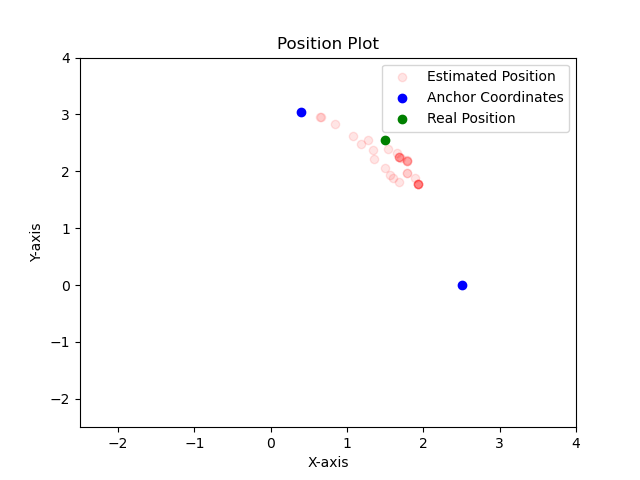 Position Plot
Estimated Position
Anchor Coordinates
Real Position
Y-axis
4
3
2
1
0
−1
−2
−2 −1 0 1 2 3 4
X-axis